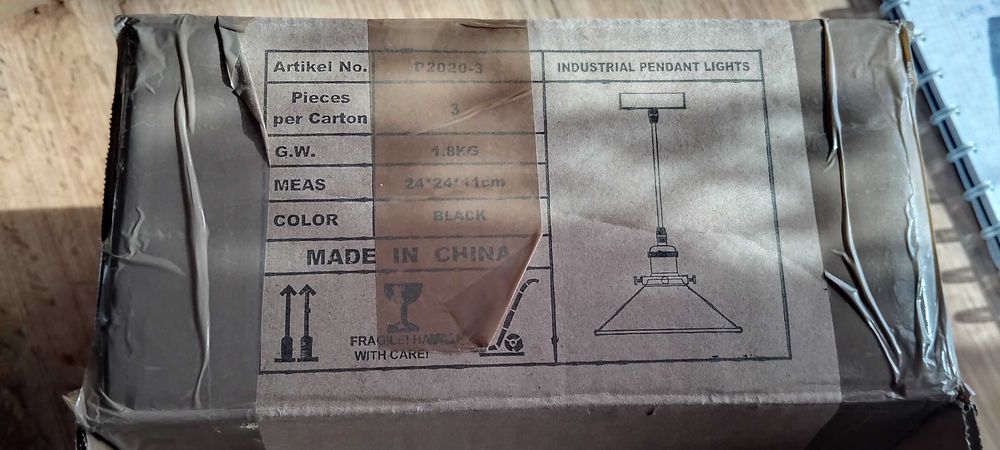 Artikel No. P2020-3
INDUSTRIAL PENDANT LIGHTS
Pieces
per Carton 3
G.W. 1.8KG
MEAS 24*24*11cm
COLOR BLACK
MADE IN CHINA
FRAGILE!
WITH CARE!